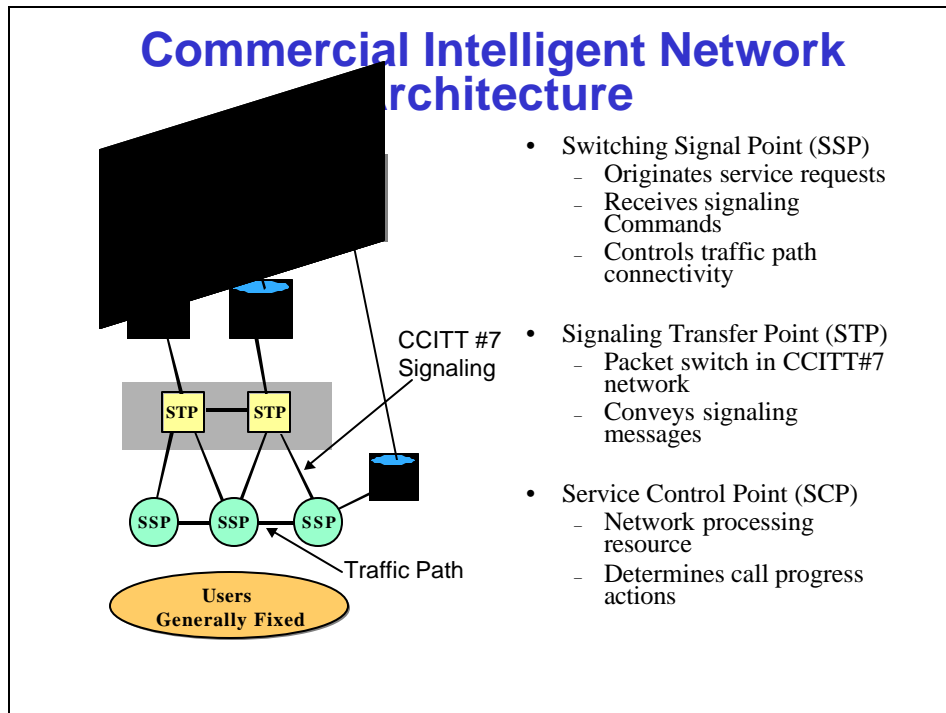 Commercial Intelligent Network
rchitecture
• Switching Signal Point (SSP)
– Originates service requests
– Receives signaling
Commands
– Controls traffic path
connectivity
• Signaling Transfer Point (STP)
– Packet switch in CCITT#7
network
– Conveys signaling
messages
• Service Control Point (SCP)
– Network processing
resource
– Determines call progress
actions
CCITT #7
Signaling
STP
STP
SSP
SSP
SSP
Traffic Path
Users
Generally Fixed